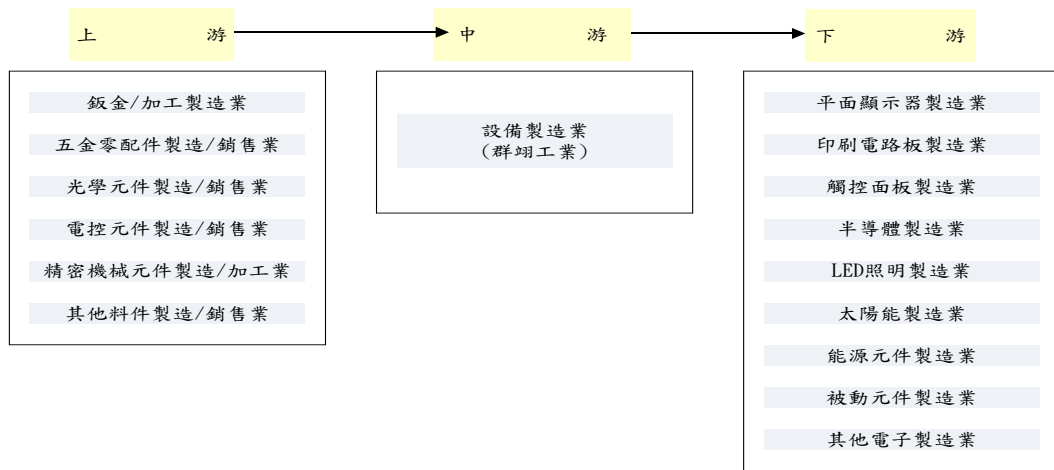 上 游
中 游
下 游
鈑金/加工製造業
五金零配件製造/銷售業
光學元件製造/銷售業
電控元件製造/銷售業
精密機械元件製造/加工業
其他料件製造/銷售業
設備製造業
(群翊工業)
平面顯示器製造業
印刷電路板製造業
觸控面板製造業
半導體製造業
LED照明製造業
太陽能製造業
能源元件製造業
被動元件製造業
其他電子製造業